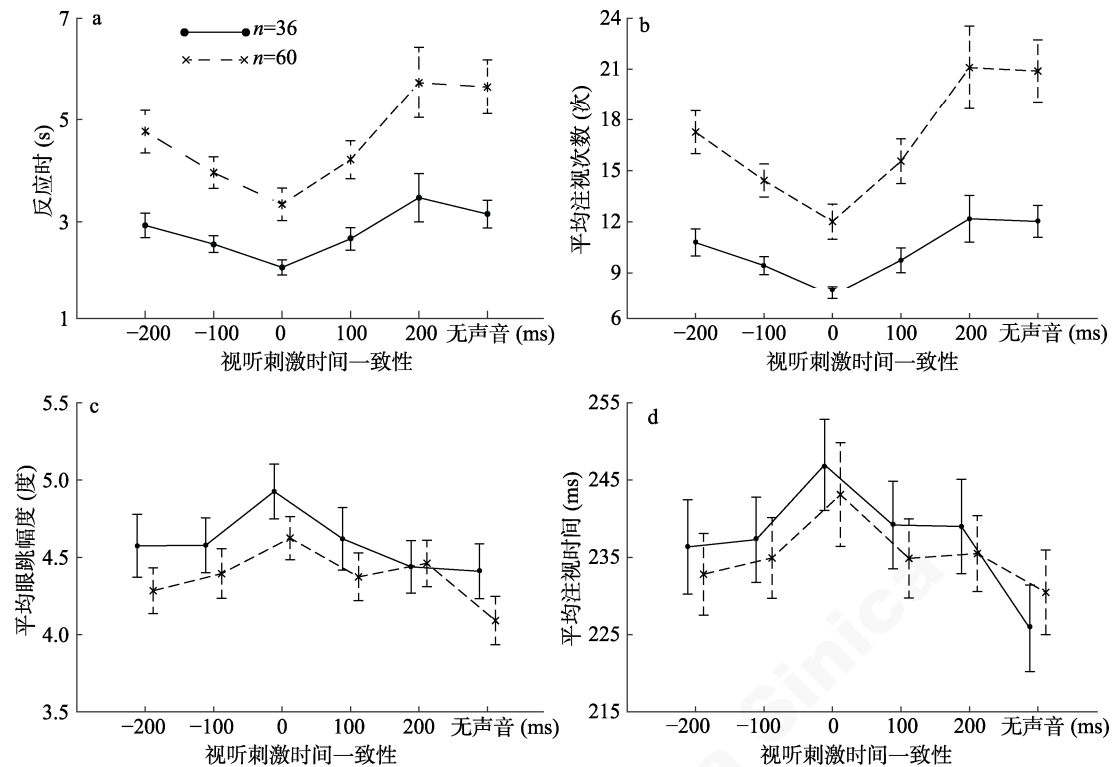 a
n=36
n=60
7
5
3
1
反应时 (s)
−200 −100 0 100 200 无声音 (ms)
视听刺激时间一致性
b
24
21
18
15
12
9
6
平均注视次数 (次)
−200 −100 0 100 200 无声音 (ms)
视听刺激时间一致性
c
5.5
5.0
4.5
4.0
3.5
平均眼跳幅度 (度)
−200 −100 0 100 200 无声音 (ms)
视听刺激时间一致性
d
255
245
235
225
215
平均注视时间 (ms)
−200 −100 0 100 200 无声音 (ms)
视听刺激时间一致性
Sinica